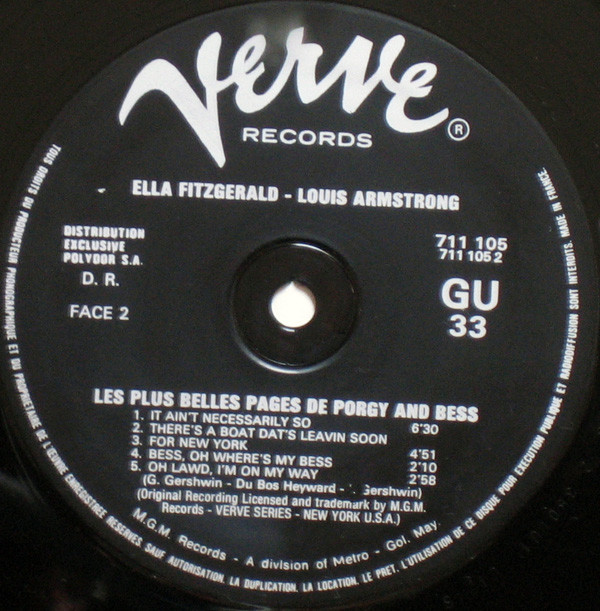 Verve
RECORDS ®
ELLA FITZGERALD - LOUIS ARMSTRONG
DISTRIBUTION
EXCLUSIVE
POLYDOR S.A.
D. R.
FACE 2
711 105
711 105 2
GU
33
LES PLUS BELLES PAGES DE PORGY AND BESS
1. IT AIN'T NECESSARILY SO 6'30
2. THERE'S A BOAT DAT'S LEAVIN SOON
3. FOR NEW YORK 4'51
4. BESS, OH WHERE'S MY BESS 2'10
5. OH LAWD, I'M ON MY WAY 2'58
(G. Gershwin - Du Bos Heyward - Gershwin)
(Original Recording Licensed and trademark by M.G.M.
Records - VERVE SERIES - NEW YORK U.S.A.)
M.G.M. Records - A division of Metro - Gol. May.
TOUS DROITS DU PRODUCTEUR PHONOGRAPHIQUE ET DU PROPRIETAIRE DE L'ŒUVRE ENREGISTREE RESERVES. SAUF AUTORISATION, LA DUPLICATION, LA LOCATION, LE PRET, L'UTILISATION DE CE DISQUE POUR EXECUTION PUBLIQUE ET RADIODIFFUSION SONT INTERDITS. MADE IN FRANCE.